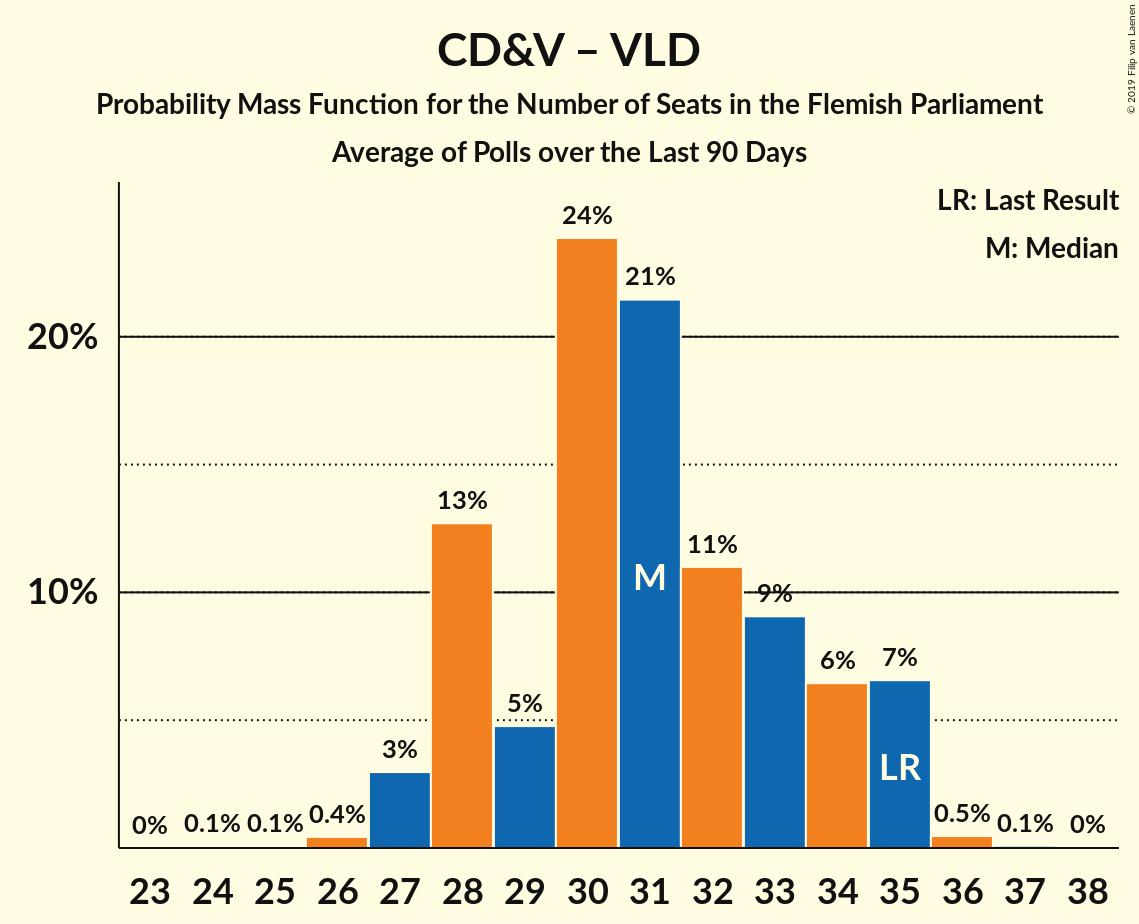 © 2019 Filip van Laenen
CD&V – VLD
Probability Mass Function for the Number of Seats in the Flemish Parliament
Average of Polls over the Last 90 Days
LR: Last Result
M: Median
24%
21%
20%
13%
11%
10%
M
9%
6%
7%
5%
3%
LR
0%
0.1%
0.1%
0.4%
0.5%
0.1%
0%
23 24 25 26 27 28 29 30 31 32 33 34 35 36 37 38